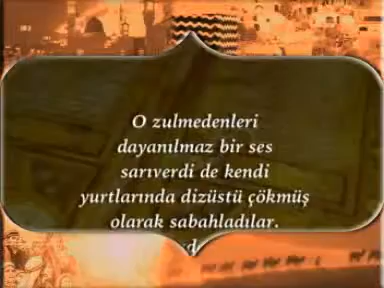 O zulmedenleri
dayanılmaz bir ses
sarıverdi de kendi
yurtlarında dizüstü çökmüş
olarak sabahladılar.